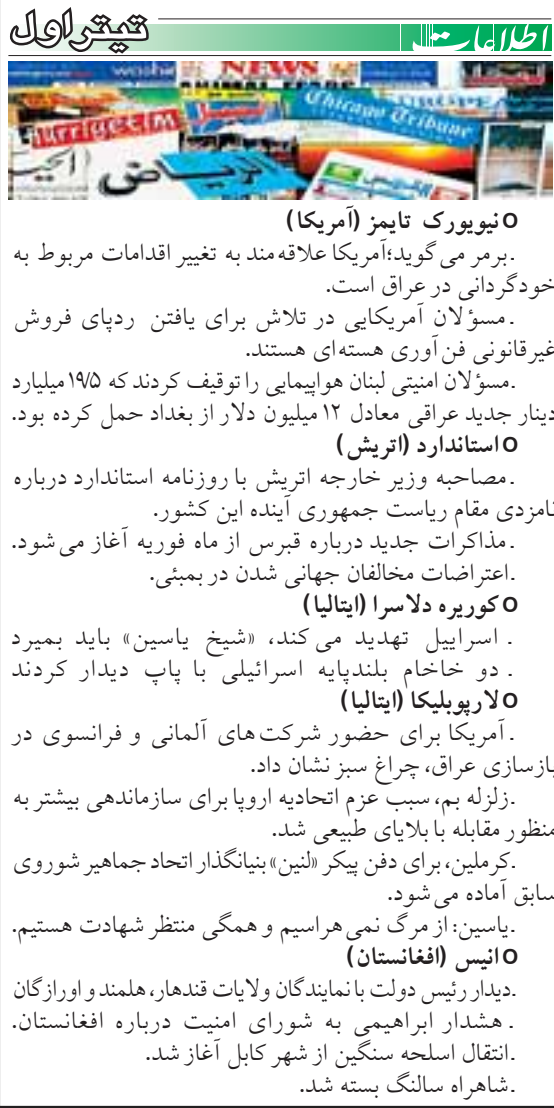 تیتر اول
اطلاعات
NEWS
Hürriyetim
Chicago Tribune
EUROPE
الرياض
○نیویورک تایمز (آمریکا)
.برمر می‌گوید؛آمریکا علاقه‌مند به تغییر اقدامات مربوط به
خودگردانی در عراق است.
.مسؤلان آمریکایی در تلاش برای یافتن ردپای فروش
غیرقانونی فن‌آوری هسته‌ای هستند.
.مسؤلان امنیتی لبنان هواپیمایی را توقیف کردند که ۱۹/۵میلیارد
دینار جدید عراقی معادل ۱۲ میلیون دلار از بغداد حمل کرده بود.
○استاندارد (اتریش)
.مصاحبه وزیر خارجه اتریش با روزنامه استاندارد درباره
نامزدی مقام ریاست جمهوری آینده این کشور.
.مذاکرات جدید درباره قبرس از ماه فوریه آغاز می‌شود.
.اعتراضات مخالفان جهانی شدن در بمبئی.
○کوریره دلاسرا (ایتالیا)
. اسراییل تهدید می‌کند، «شیخ یاسین» باید بمیرد
. دو خاخام بلندپایه اسرائیلی با پاپ دیدار کردند
○لارپوبلیکا (ایتالیا)
.آمریکا برای حضور شرکت‌های آلمانی و فرانسوی در
بازسازی عراق، چراغ سبز نشان داد.
.زلزله بم، سبب عزم اتحادیه اروپا برای سازماندهی بیشتر به
منظور مقابله با بلایای طبیعی شد.
.کرملین، برای دفن پیکر «لنین»بنیانگذار اتحاد جماهیر شوروی
سابق آماده می‌شود.
.یاسین: از مرگ نمی‌هراسیم و همگی منتظر شهادت هستیم.
○انیس (افغانستان)
.دیدار رئیس دولت با نمایندگان ولایات قندهار، هلمند و اورازگان
. هشدار ابراهیمی به شورای امنیت درباره افغانستان.
.انتقال اسلحه سنگین از شهر کابل آغاز شد.
.شاهراه سالنگ بسته شد.